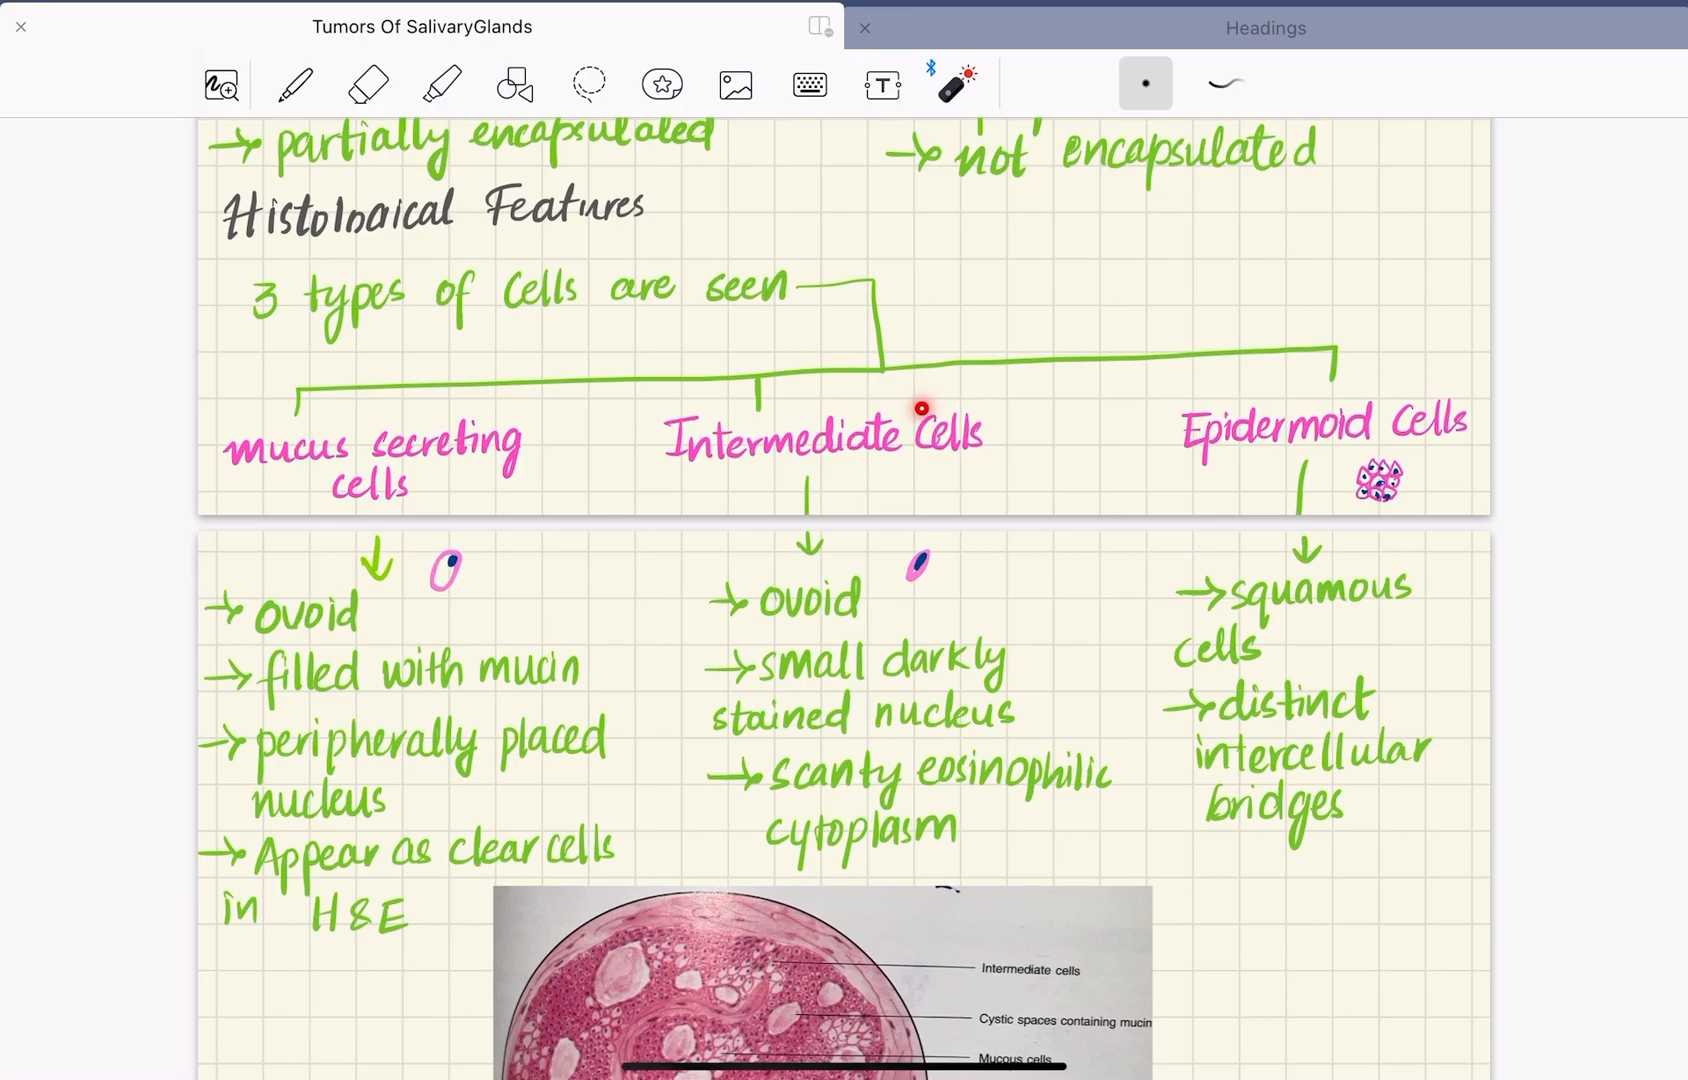 Tumors Of SalivaryGlands
Headings
→ partially encapsulated
→ not encapsulated
Histological Features
3 types of cells are seen
mucus secreting
cells
Intermediate Cells
Epidermoid Cells
→ ovoid
→ filled with mucin
→ peripherally placed
nucleus
→ Appear as clear cells
in H&E
→ ovoid
→ small darkly
stained nucleus
→ scanty eosinophilic
cytoplasm
→ squamous
cells
→ distinct
intercellular
bridges
Intermediate cells
Cystic spaces containing mucin
Mucous cells